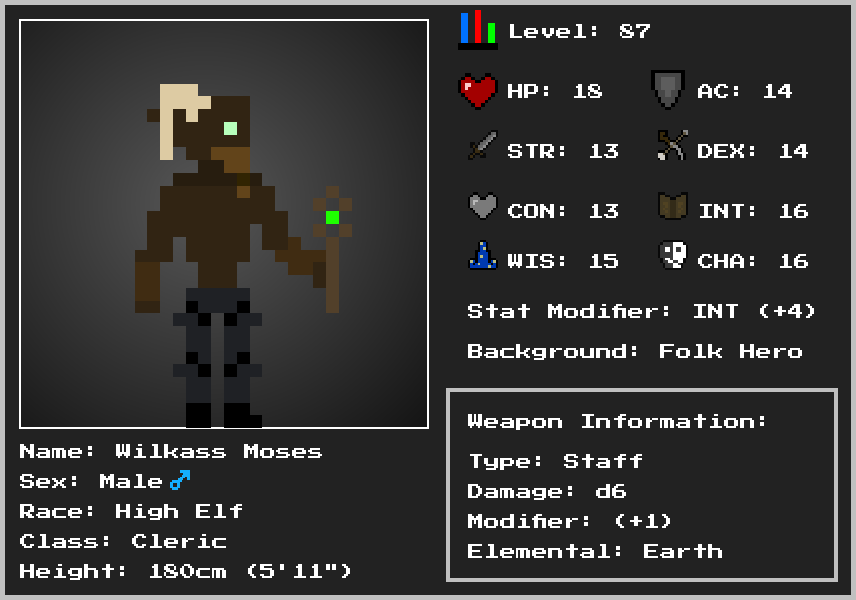 Level: 87
HP: 18
AC: 14
STR: 13
DEX: 14
CON: 13
INT: 16
WIS: 15
CHA: 16
Stat Modifier: INT (+4)
Background: Folk Hero
Weapon Information:
Type: Staff
Damage: d6
Modifier: (+1)
Elemental: Earth
Name: Wilkass Moses
Sex: Male♂
Race: High Elf
Class: Cleric
Height: 180cm (5'11")